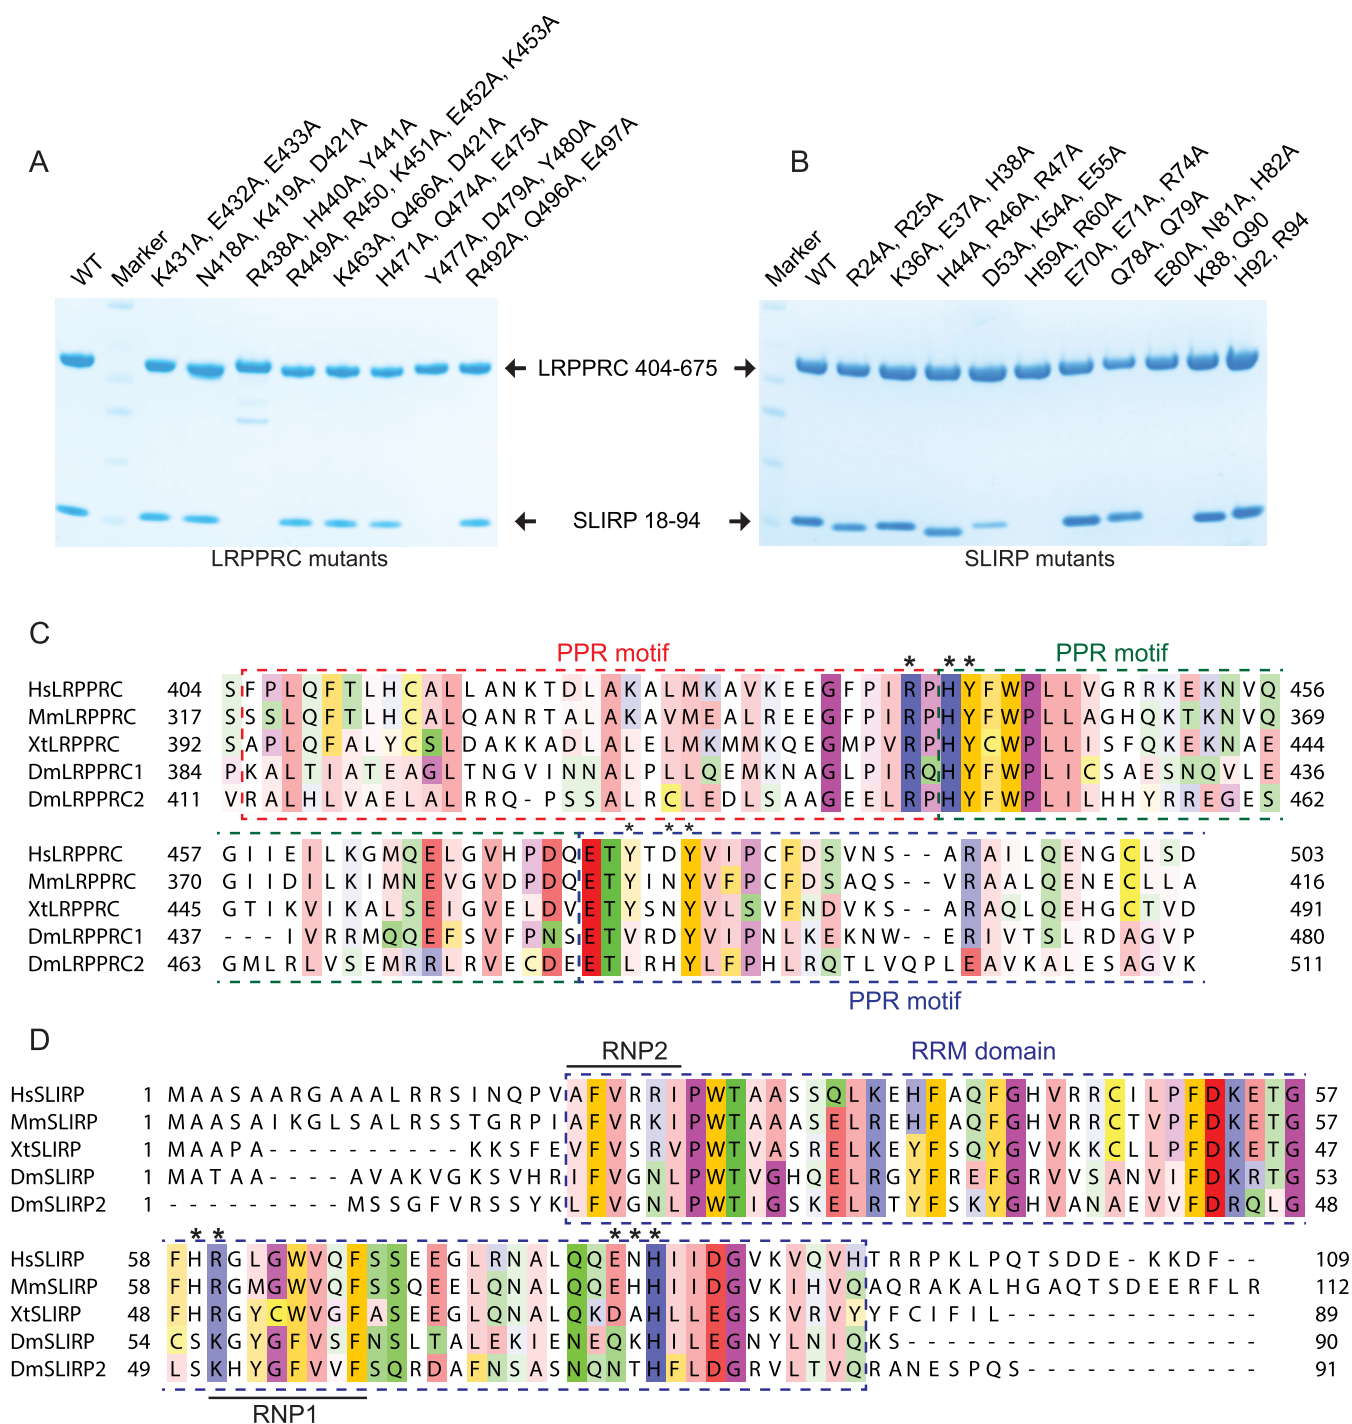 A
WT
Marker
K431A, E432A, E433A
N418A, K419A, D421A
R438A, H440A, Y441A
R449A, R450, K451A, E452A, K453A
K463A, Q466A, D421A
H471A, Q474A, E475A
Y477A, D479A, Y480A
R492A, Q496A, E497A
LRPPRC mutants
LRPPRC 404-675
SLIRP 18-94
B
Marker
WT
R24A, R25A
K36A, E37A, H38A
H44A, R46A, R47A
D53A, K54A, E55A
H59A, R60A
E70A, E71A, R74A
Q78A, Q79A
E80A, N81A, H82A
K88, Q90
H92, R94
SLIRP mutants
C
PPR motif
PPR motif
* * *
HsLRPPRC 404 SFPLQFTLHCALLANKTDLAKALMKAVKEEGFPIRPHYFWPLLVGRRKEKNVQ 456
MmLRPPRC 317 SSSLQFTLHCALQANRTALAKAVMEALREEGFPIRPHYFWPLLAGHQKTKNVQ 369
XtLRPPRC 392 SAPLQFALYCSLDAKKADLALELMKMMKQEGMPVRPHYCWPLLISFQKEKNAE 444
DmLRPPRC1 384 PKALTIATEAGLTNGVINNALPLLQEMKNAGLPIRQHYFWPLICSAESNQVLE 436
DmLRPPRC2 411 VRALHLVAELALRRQ-PSSALRCLEDLSAAGEELRPHYFWPLILHHYRREGES 462
* * *
HsLRPPRC 457 GIIEILKGMQELGVHPDQETYTDYVIPCFDSVNS--ARAILQENGCLSD 503
MmLRPPRC 370 GIIDILKIMNEVGVDPDQETYINYVFPCFDSAQS--VRAALQENECLLA 416
XtLRPPRC 445 GTIKVIKALSEIGVELDVETYSNYVLSVFNDVKS--ARAQLQEHGCTVD 491
DmLRPPRC1 437 ---IVRRMQQEFSVFPNSETVRDYVIPNLKEKNW--ERIVTSLRDAGVP 480
DmLRPPRC2 463 GMLRLVSEMRRLRVECDEETLRHYLFPHLRQTLVQPLEAVKALESAGVK 511
PPR motif
D
RNP2
RRM domain
HsSLIRP 1 MAASAARGAAALRRSINQPVAFVRRIPWTAASSQLKEHFAQFGHVRRCILPFDKETG 57
MmSLIRP 1 MAASAIKGLSALRRSTGRPIAFVRKIPWTAAASELREHFAQFGHVRRCTVPFDKETG 57
XtSLIRP 1 MAAPA----------KKSFEVFVSRVPWTVASRELKEYFSQYGVVKKCLLPFDKETG 47
DmSLIRP 1 MATAA----AVAKVGKSVHRIFVGNLPWTVGHQELRGYFREFGRVVSANVIFDKRTG 53
DmSLIRP2 1 ---------MSSGFVRSSYKLFVGNLPWTIGSKELRTYFSKYGHVANAEVVFDRQLG 48
* * * * *
HsSLIRP 58 FHRGLGWVQFSSEEGLRNALQQENHIIDGVKVQVHTRRPKLPQTSDDE-KKDF-- 109
MmSLIRP 58 FHRGMGWVQFSSQEELQNALQQEHHIIDGVKIHVQAQRAKALHGAQTSDEERFLR 112
XtSLIRP 48 FHRGYCWVGFASEEGLQNALQKDAHLLEGSKVRVYYFCIFIL------------- 89
DmSLIRP 54 CSKGYGFVSFNSLTALEKIENEQKHILEGNYLNIQKS------------------ 90
DmSLIRP2 49 LSKHYGFVVFSQRDAFNSASNQNTHFLDGRVLTVQRANESPQS------------ 91
RNP1